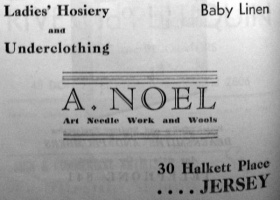 Ladies' Hosiery
and
Underclothing
Baby Linen
A. NOEL
Art Needle Work and Wools
30 Halkett Place
.... JERSEY